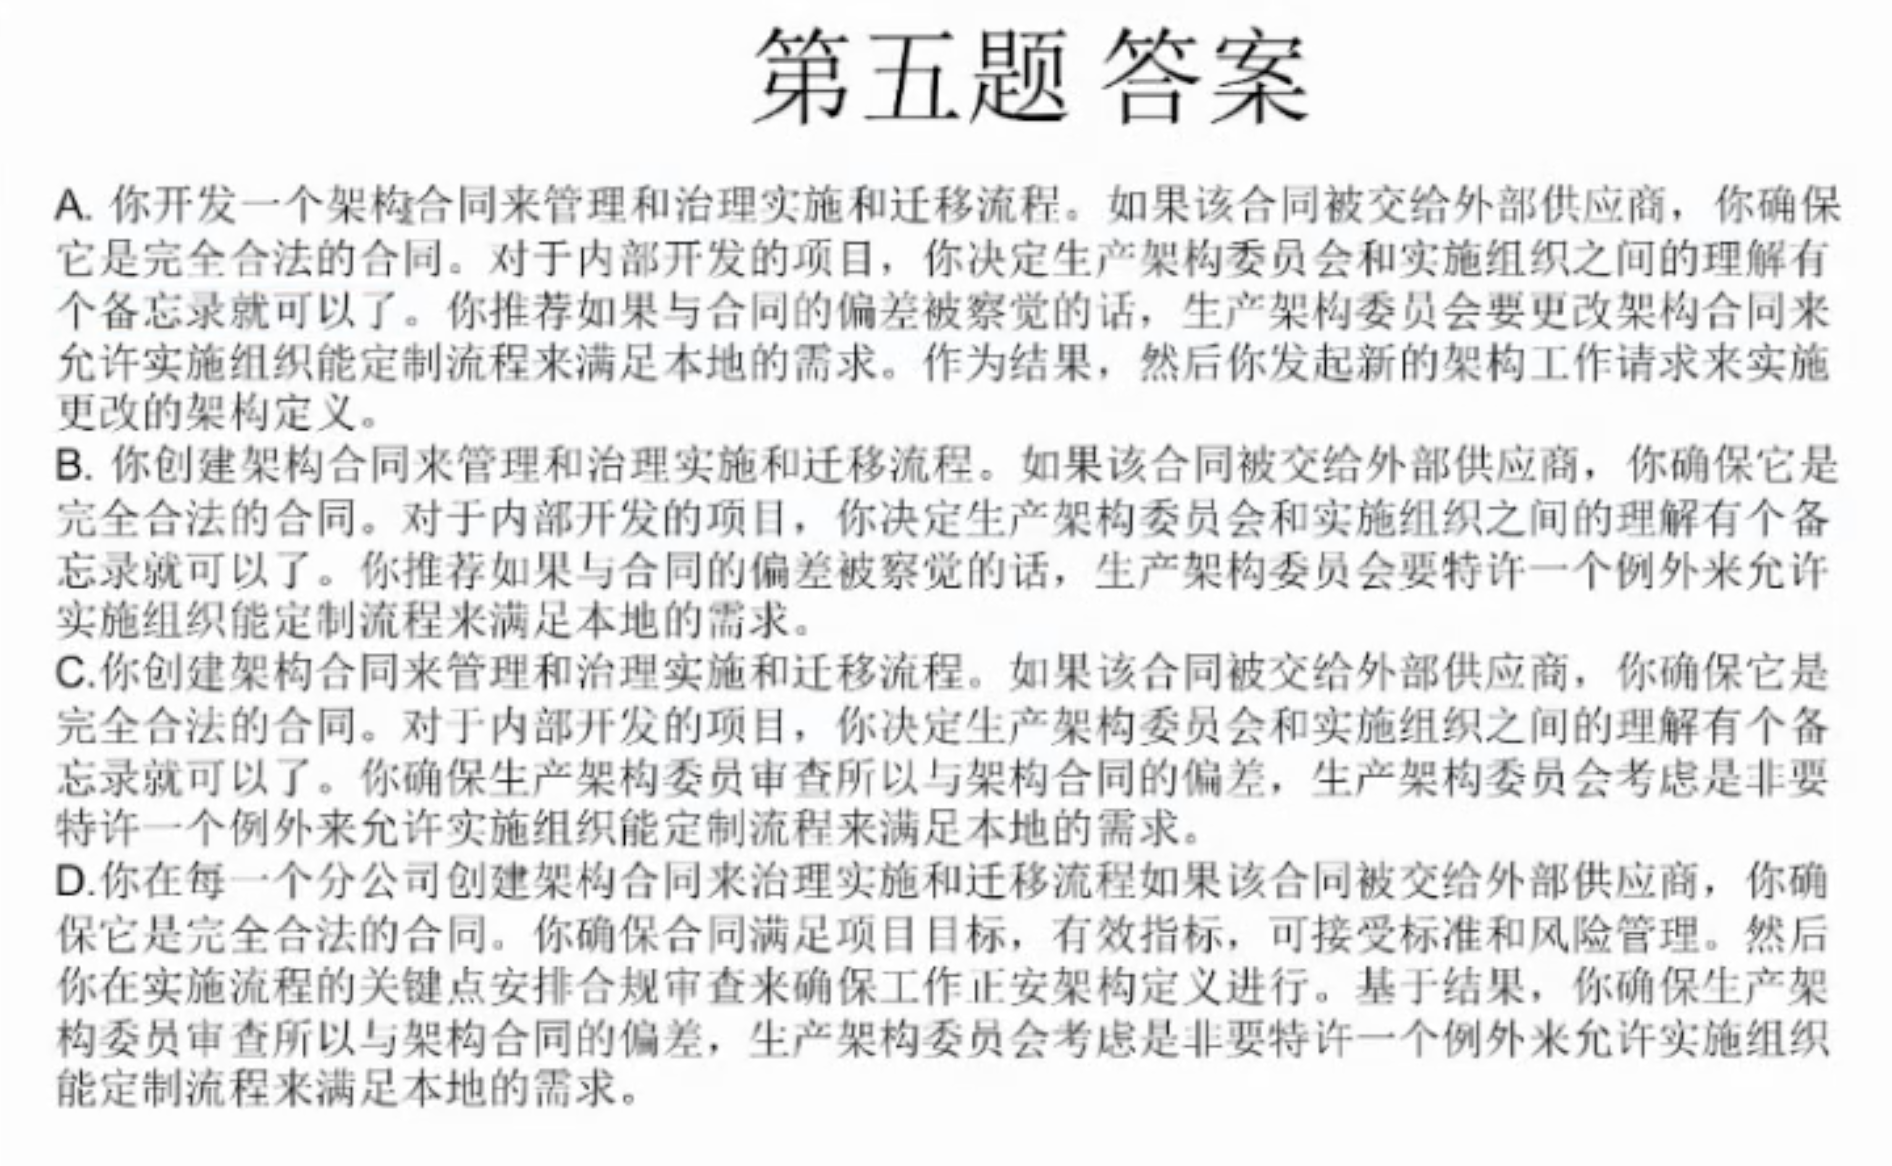 第五题 答案
A. 你开发一个架构合同来管理和治理实施和迁移流程。如果该合同被交给外部供应商，你确保
它是完全合法的合同。对于内部开发的项目，你决定生产架构委员会和实施组织之间的理解有
个备忘录就可以了。你推荐如果与合同的偏差被察觉的话，生产架构委员会要更改架构合同来
允许实施组织能定制流程来满足本地的需求。作为结果，然后你发起新的架构工作请求来实施
更改的架构定义。
B. 你创建架构合同来管理和治理实施和迁移流程。如果该合同被交给外部供应商，你确保它是
完全合法的合同。对于内部开发的项目，你决定生产架构委员会和实施组织之间的理解有个备
忘录就可以了。你推荐如果与合同的偏差被察觉的话，生产架构委员会要特许一个例外来允许
实施组织能定制流程来满足本地的需求。
C.你创建架构合同来管理和治理实施和迁移流程。如果该合同被交给外部供应商，你确保它是
完全合法的合同。对于内部开发的项目，你决定生产架构委员会和实施组织之间的理解有个备
忘录就可以了。你确保生产架构委员审查所以与架构合同的偏差，生产架构委员会考虑是非要
特许一个例外来允许实施组织能定制流程来满足本地的需求。
D.你在每一个分公司创建架构合同来治理实施和迁移流程如果该合同被交给外部供应商，你确
保它是完全合法的合同。你确保合同满足项目目标，有效指标，可接受标准和风险管理。然后
你在实施流程的关键点安排合规审查来确保工作正安架构定义进行。基于结果，你确保生产架
构委员审查所以与架构合同的偏差，生产架构委员会考虑是非要特许一个例外来允许实施组织
能定制流程来满足本地的需求。